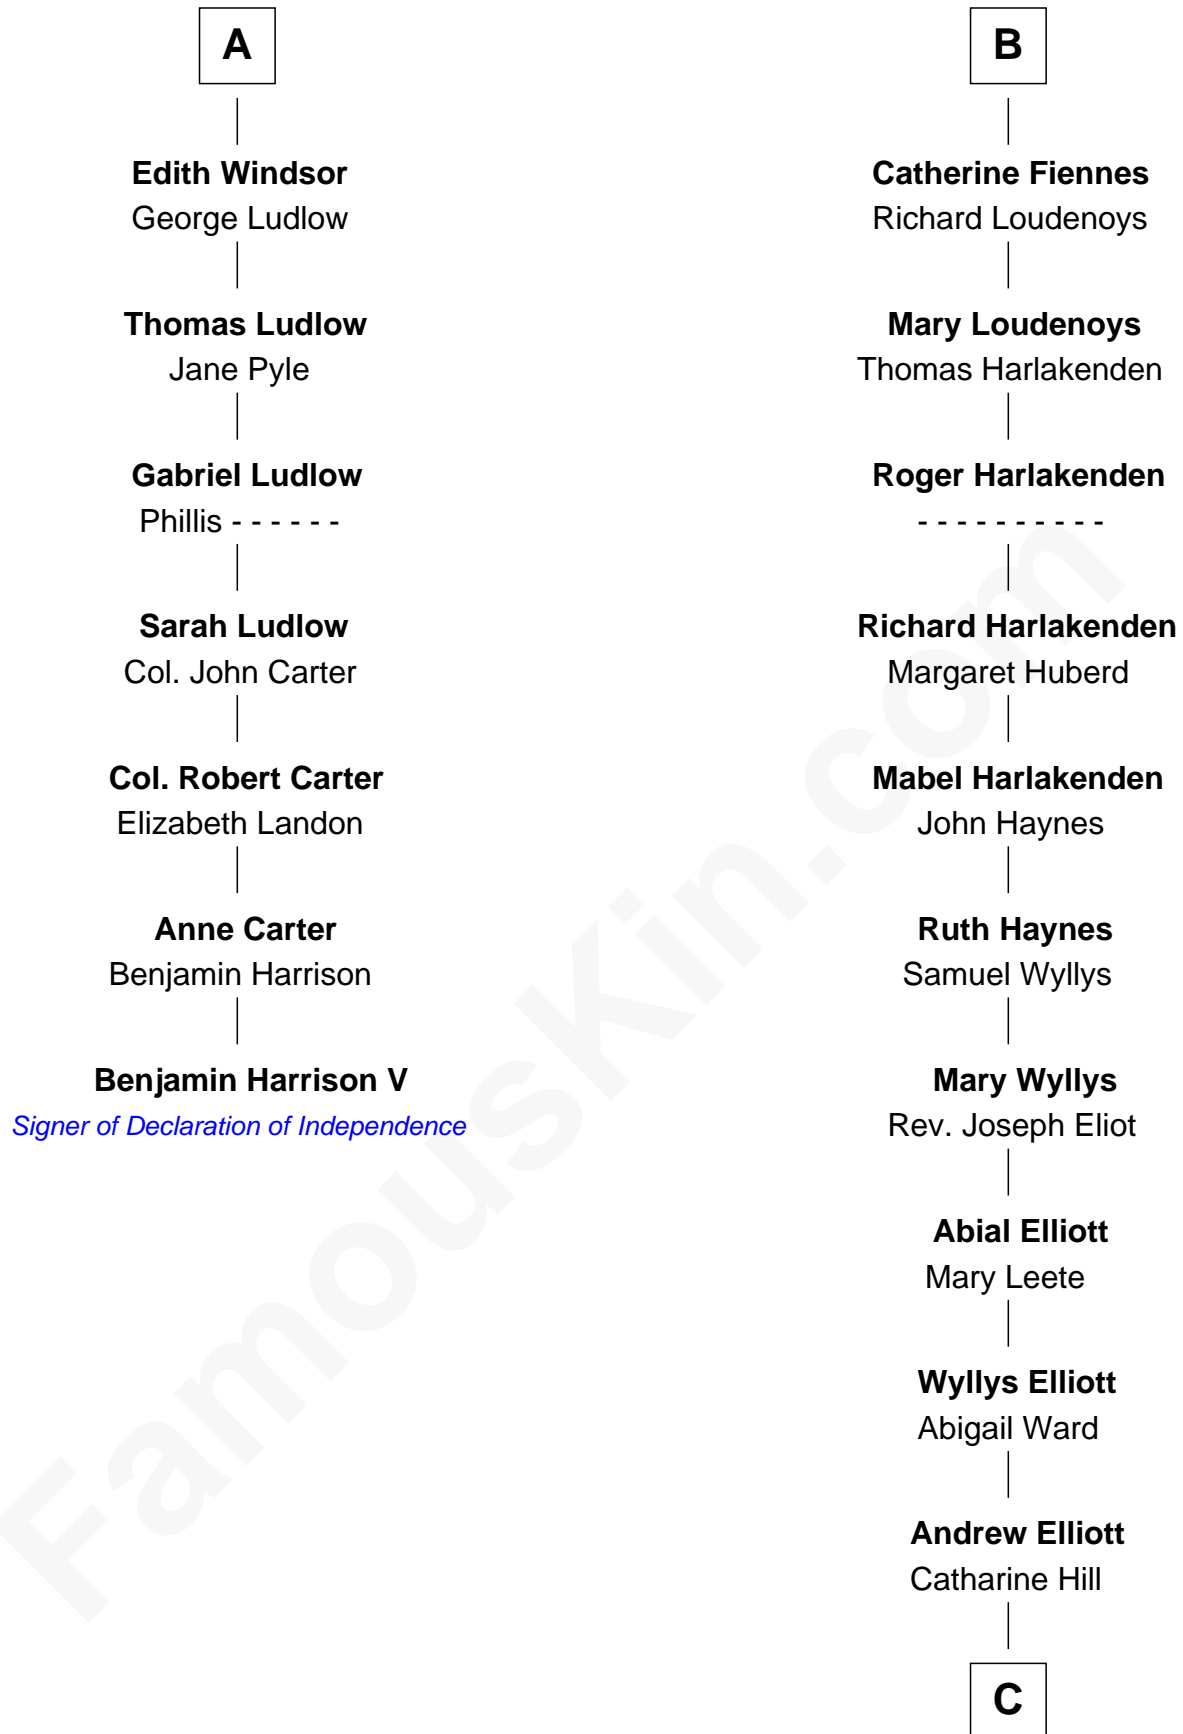 A
Edith Windsor
George Ludlow
Thomas Ludlow
Jane Pyle
Gabriel Ludlow
Phillis - - - - - -
Sarah Ludlow
Col. John Carter
Col. Robert Carter
Elizabeth Landon
Anne Carter
Benjamin Harrison
Benjamin Harrison V
Signer of Declaration of Independence
B
Catherine Fiennes
Richard Loudenoys
Mary Loudenoys
Thomas Harlakenden
Roger Harlakenden
- - - - - - - - - -
Richard Harlakenden
Margaret Huberd
Mabel Harlakenden
John Haynes
Ruth Haynes
Samuel Wyllys
Mary Wyllys
Rev. Joseph Eliot
Abial Elliott
Mary Leete
Wyllys Elliott
Abigail Ward
Andrew Elliott
Catharine Hill
C
FamousKin.com